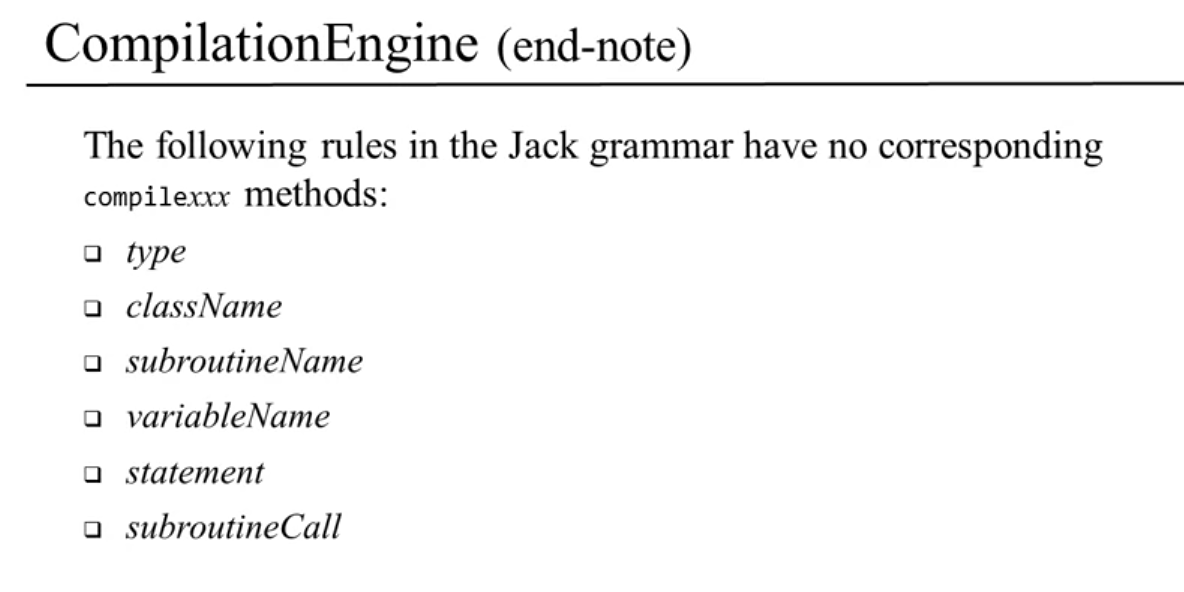 CompilationEngine (end-note)
The following rules in the Jack grammar have no corresponding
compilexxx methods:
❑ type
❑ className
❑ subroutineName
❑ variableName
❑ statement
❑ subroutineCall